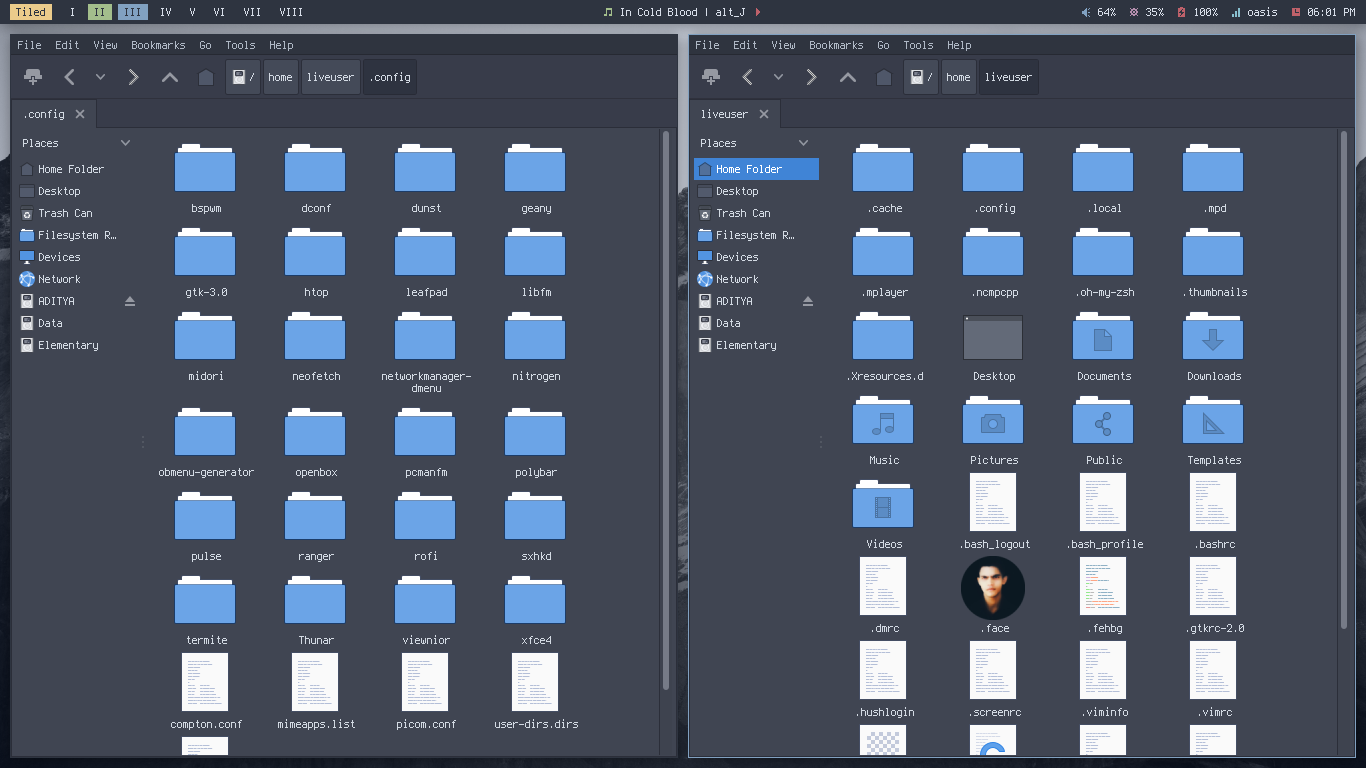 Tiled I II III IV V VI VII VIII In Cold Blood | alt_J 64% 35% 100% oasis 06:01 PM
File Edit View Bookmarks Go Tools Help
/ home liveuser .config
.config
Places
Home Folder
Desktop
Trash Can
Filesystem R…
Devices
Network
ADITYA
Data
Elementary
bspwm dconf dunst geany
gtk-3.0 htop leafpad libfm
midori neofetch networkmanager-
dmenu nitrogen
obmenu-generator openbox pcmanfm polybar
pulse ranger rofi sxhkd
termite Thunar viewnior xfce4
compton.conf mimeapps.list picom.conf user-dirs.dirs
File Edit View Bookmarks Go Tools Help
/ home liveuser
liveuser
Places
Home Folder
Desktop
Trash Can
Filesystem R…
Devices
Network
ADITYA
Data
Elementary
.cache .config .local .mpd
.mplayer .ncmpcpp .oh-my-zsh .thumbnails
.Xresources.d Desktop Documents Downloads
Music Pictures Public Templates
Videos .bash_logout .bash_profile .bashrc
.dmrc .face .fehbg .gtkrc-2.0
.hushlogin .screenrc .viminfo .vimrc